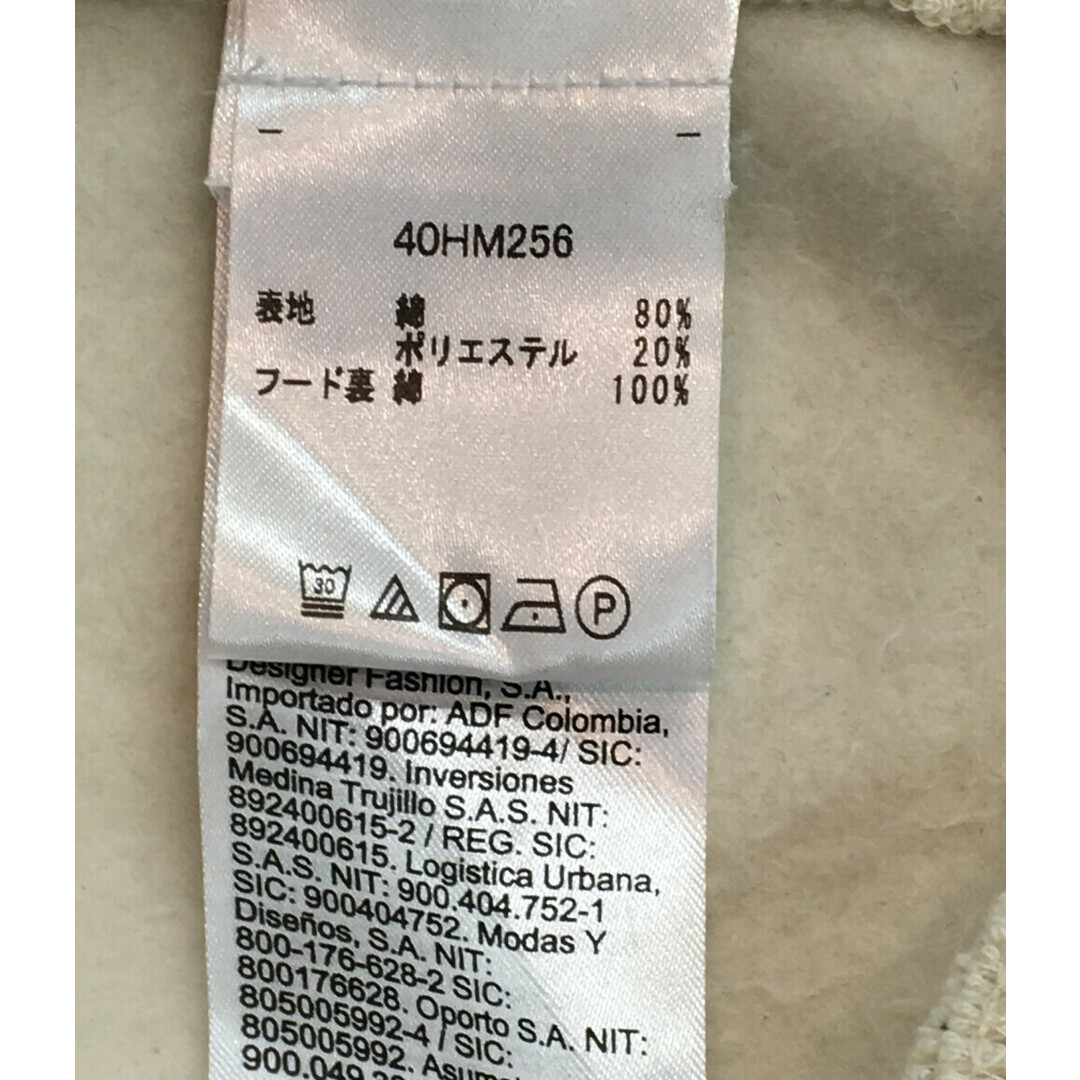 40HM256
表地 綿 80%
ポリエステル 20%
フード裏 綿 100%
30
P
Designer Fashion, S.A.,
Importado por: ADF Colombia,
S.A. NIT: 900694419-4/ SIC:
900694419. Inversiones
Medina Trujillo S.A.S. NIT:
892400615-2 / REG. SIC:
892400615. Logistica Urbana,
S.A.S. NIT: 900.404.752-1
SIC: 900404752. Modas Y
Diseños, S.A. NIT:
800-176-628-2 SIC:
800176628. Oporto S.A. NIT:
805005992-4 / SIC:
805005992.